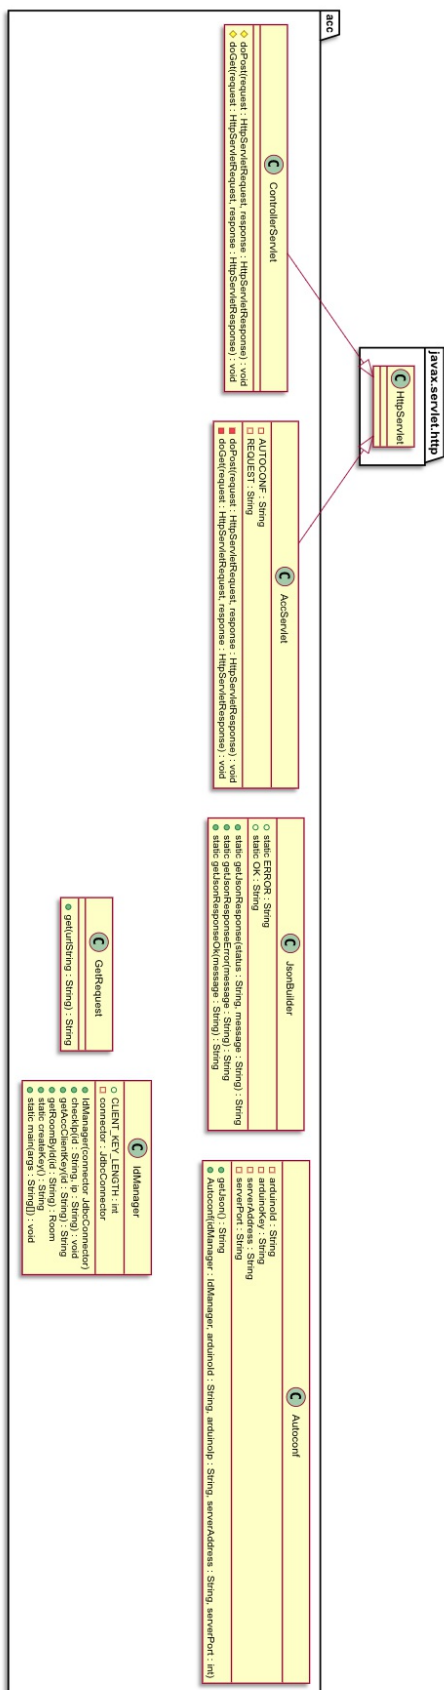 javax.servlet.http
C HttpServlet
acc
C ControllerServlet
doPost(request : HttpServletRequest, response : HttpServletResponse) : void
doGet(request : HttpServletRequest, response : HttpServletResponse) : void
C AccServlet
AUTOCONF : String
REQUEST : String
doPost(request : HttpServletRequest, response : HttpServletResponse) : void
doGet(request : HttpServletRequest, response : HttpServletResponse) : void
C JsonBuilder
static ERROR : String
static OK : String
static getJsonResponse(status : String, message : String) : String
static getJsonResponseError(message : String) : String
static getJsonResponseOk(message : String) : String
C Autoconf
arduinoId : String
arduinoKey : String
serverAddress : String
serverPort : String
getJson() : String
Autoconf(idManager : IdManager, arduinoId : String, arduinoIp : String, serverAddress : String, serverPort : int)
C GetRequest
get(urlString : String) : String
C IdManager
CLIENT_KEY_LENGTH : int
connector : JdbcConnector
IdManager(connector JdbcConnector)
checkIp(id : String, ip : String) : void
getAccClientKey(id : String) : String
getRoomById(id : String) : Room
static createKey() : String
static main(args : String[]) : void